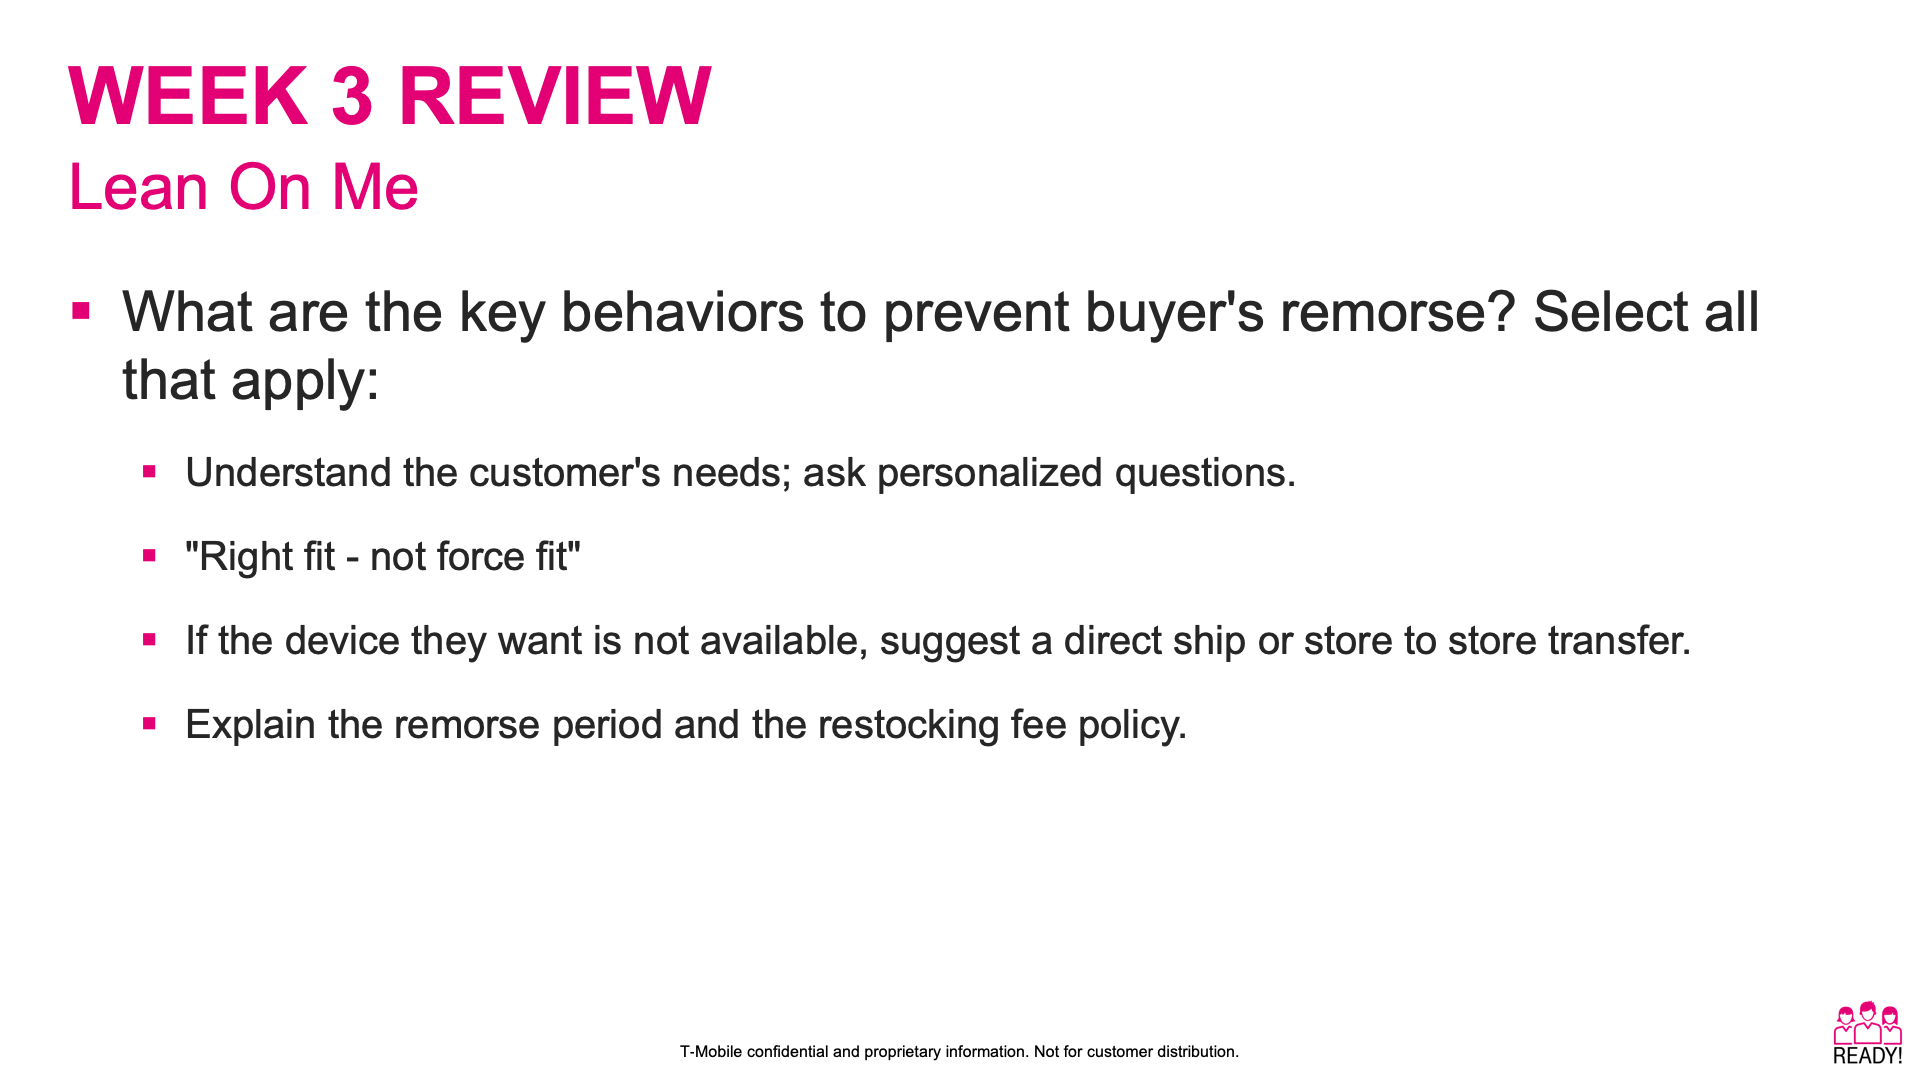 WEEK 3 REVIEW
Lean On Me
▪ What are the key behaviors to prevent buyer's remorse? Select all
that apply:
▪ Understand the customer's needs; ask personalized questions.
▪ "Right fit - not force fit"
▪ If the device they want is not available, suggest a direct ship or store to store transfer.
▪ Explain the remorse period and the restocking fee policy.
T-Mobile confidential and proprietary information. Not for customer distribution.
READY!